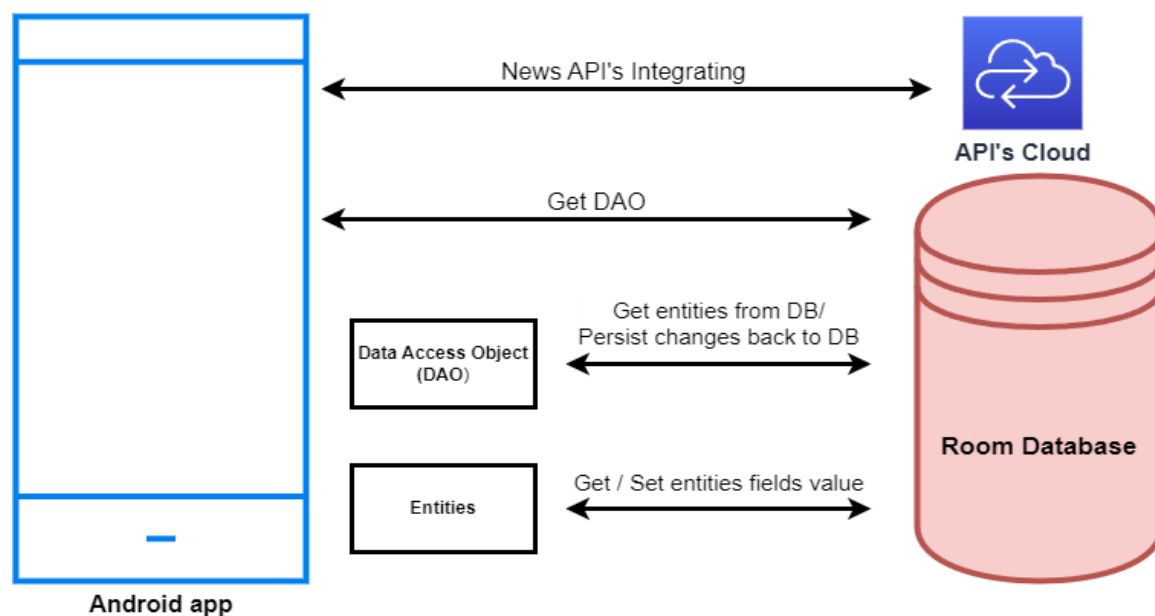 News API's Integrating
API's Cloud
Get DAO
Get entities from DB/
Persist changes back to DB
Data Access Object
(DAO)
Room Database
Get / Set entities fields value
Entities
Android app